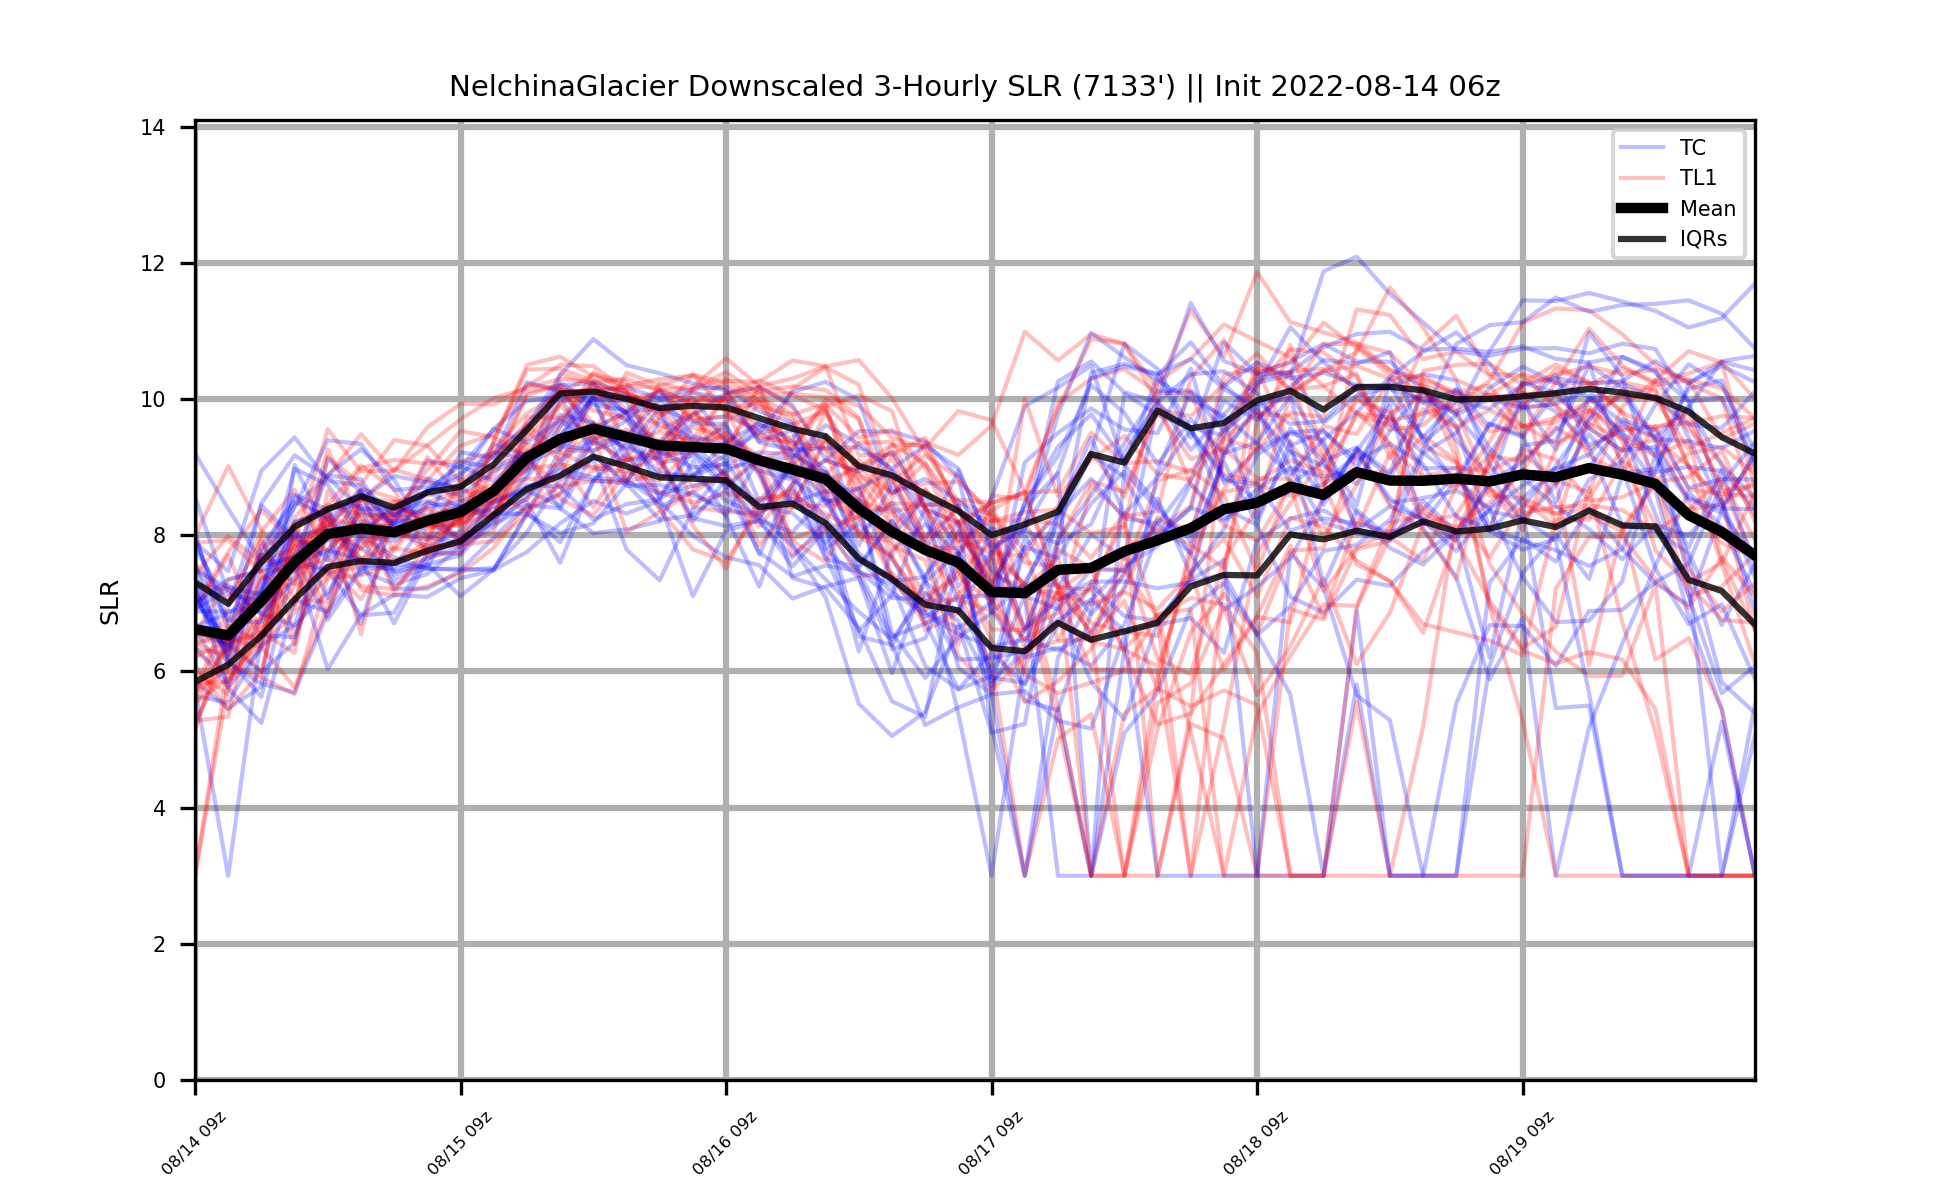 NelchinaGlacier Downscaled 3-Hourly SLR (7133') || Init 2022-08-14 06z
14
12
10
8
6
4
2
0
SLR
TC
TL1
Mean
IQRs
08/14 09z
08/15 09z
08/16 09z
08/17 09z
08/18 09z
08/19 09z